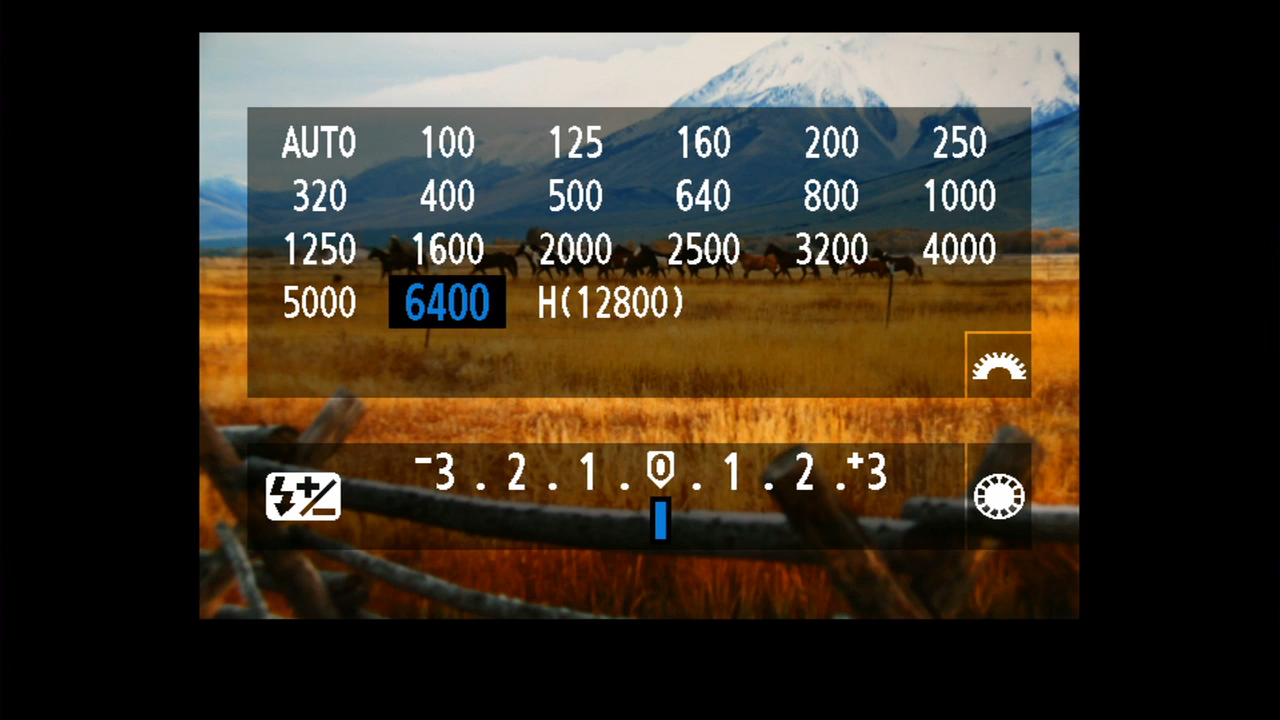 AUTO 100 125 160 200 250
320 400 500 640 800 1000
1250 1600 2000 2500 3200 4000
5000 6400 H(12800)
-3 . 2 . 1 . 0 . 1 . 2 . +3